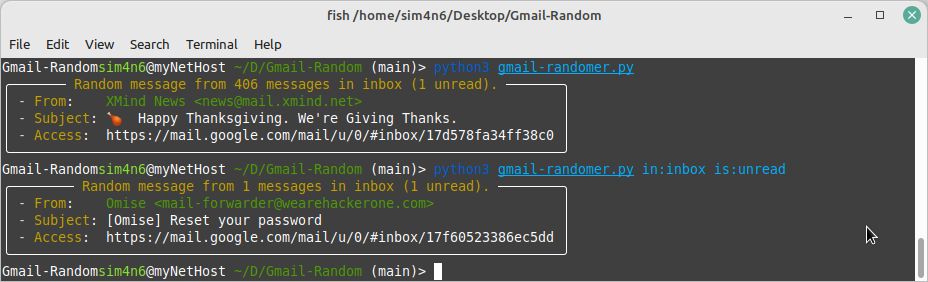 fish /home/sim4n6/Desktop/Gmail-Random
File Edit View Search Terminal Help
Gmail-Randomsim4n6@myNetHost ~/D/Gmail-Random (main)> python3 gmail-randomer.py
Random message from 406 messages in inbox (1 unread).
- From: XMind News <news@mail.xmind.net>
- Subject: 🍗 Happy Thanksgiving. We're Giving Thanks.
- Access: https://mail.google.com/mail/u/0/#inbox/17d578fa34ff38c0
Gmail-Randomsim4n6@myNetHost ~/D/Gmail-Random (main)> python3 gmail-randomer.py in:inbox is:unread
Random message from 1 messages in inbox (1 unread).
- From: Omise <mail-forwarder@wearehackerone.com>
- Subject: [Omise] Reset your password
- Access: https://mail.google.com/mail/u/0/#inbox/17f60523386ec5dd
Gmail-Randomsim4n6@myNetHost ~/D/Gmail-Random (main)>